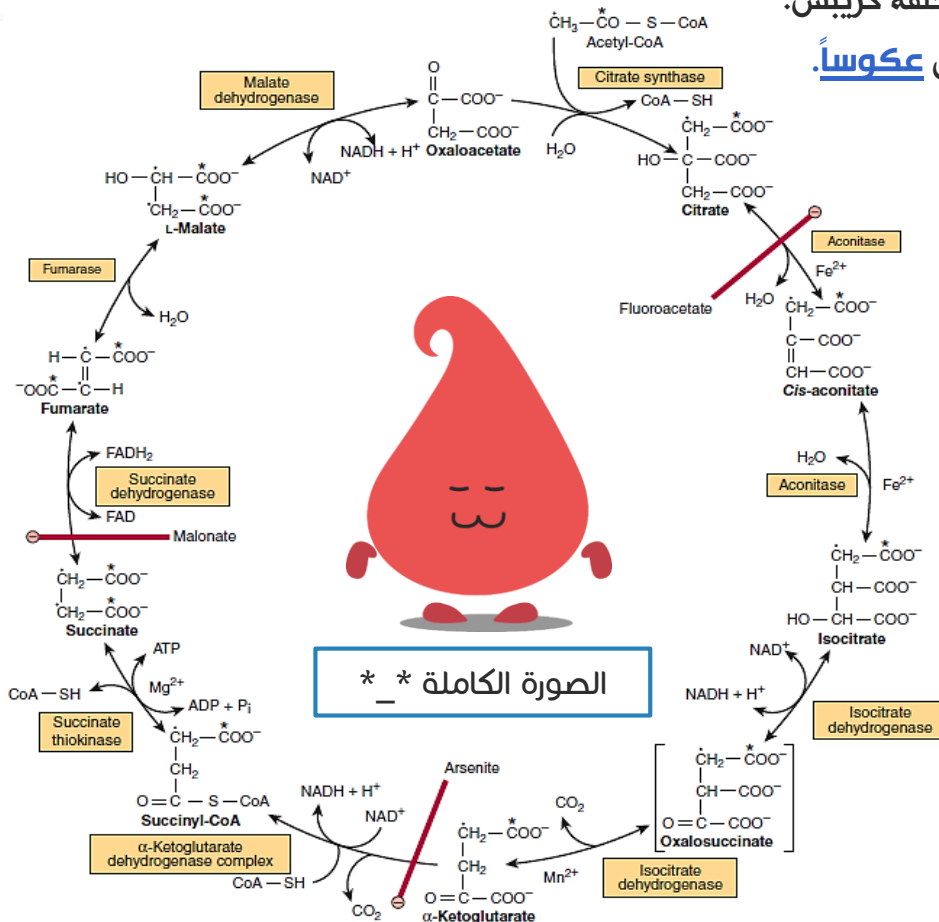 حلقة كريبس.
عكوساً.
CH₃ — *CO — S — CoA
Acetyl-CoA
Malate
dehydrogenase
O
C — COO⁻
CH₂ — COO⁻
Oxaloacetate
Citrate synthase
CoA — SH
H₂O
NADH + H⁺
NAD⁺
CH₂ — *COO⁻
HO — C — COO⁻
CH₂ — COO⁻
Citrate
HO — CH — *COO⁻
CH₂ — *COO⁻
L-Malate
Aconitase
Fe²⁺
H₂O
Fluoroacetate
Fumarase
H₂O
CH₂ — *COO⁻
C — COO⁻
CH — COO⁻
Cis-aconitate
H — C — *COO⁻
⁻OO*C — C — H
Fumarate
FADH₂
Succinate
dehydrogenase
FAD
Malonate
H₂O
Aconitase
Fe²⁺
CH₂ — *COO⁻
CH₂ — *COO⁻
Succinate
CH₂ — *COO⁻
CH — COO⁻
HO — CH — COO⁻
Isocitrate
ATP
Mg²⁺
CoA — SH
ADP + Pi
Succinate
thiokinase
الصورة الكاملة *_*
NAD⁺
NADH + H⁺
Isocitrate
dehydrogenase
CH₂ — *COO⁻
CH₂
O = C — S — CoA
Succinyl-CoA
Arsenite
NADH + H⁺
NAD⁺
α-Ketoglutarate
dehydrogenase complex
CoA — SH
CO₂
CH₂ — *COO⁻
CH — COO⁻
O = C — COO⁻
Oxalosuccinate
CO₂
Mn²⁺
Isocitrate
dehydrogenase
CH₂ — *COO⁻
CH₂
O = C — COO⁻
α-Ketoglutarate